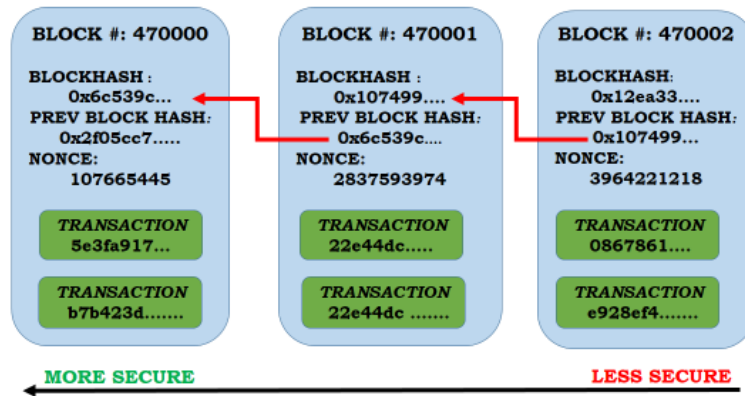 BLOCK #: 470000
BLOCKHASH :
0x6c539c...
PREV BLOCK HASH:
0x2f05cc7.....
NONCE:
107665445
TRANSACTION
5e3fa917...
TRANSACTION
b7b423d.......
BLOCK #: 470001
BLOCKHASH :
0x107499....
PREV BLOCK HASH:
0x6c539c....
NONCE:
2837593974
TRANSACTION
22e44dc.....
TRANSACTION
22e44dc .......
BLOCK #: 470002
BLOCKHASH:
0x12ea33....
PREV BLOCK HASH:
0x107499...
NONCE:
3964221218
TRANSACTION
0867861....
TRANSACTION
e928ef4.......
MORE SECURE
LESS SECURE